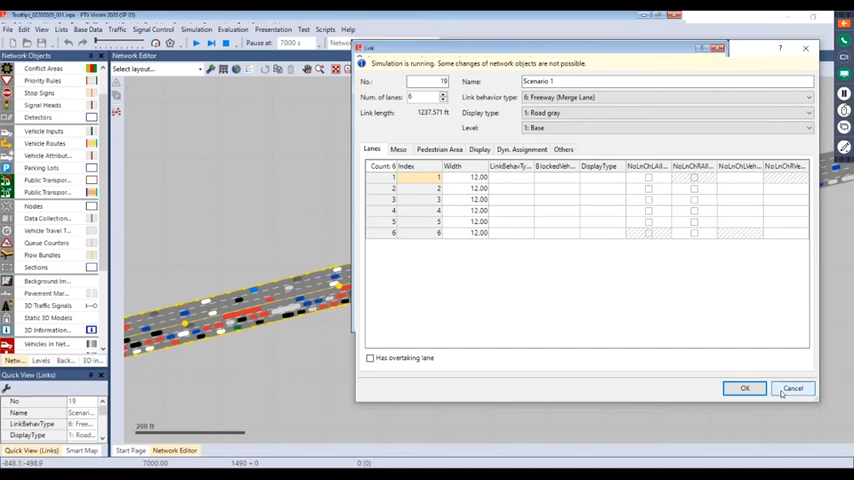 Tooltips_02202020_001.inpx - PTV Vissim 2020 (SP 05)
File Edit View Lists Base Data Traffic Signal Control Simulation Evaluation Presentation Test Scripts Help
Pause at: 7000 s
Network Objects
Network Editor
Select layout...
Conflict Areas
Priority Rules
Stop Signs
Signal Heads
Detectors
Vehicle Inputs
Vehicle Routes
Vehicle Attribut...
Parking Lots
Public Transpor...
Public Transpor...
Nodes
Data Collection...
Vehicle Travel T...
Queue Counters
Flow Bundles
Sections
Background Im...
Pavement Mar...
3D Traffic Signals
Static 3D Models
3D Informatio...
Vehicles In Net...
Netw... Levels Back... 3D in...
Quick View (Links)
No 19
Name Scenari...
LinkBehavType 6: Free...
DisplayType 1: Road...
Quick View (Links) Smart Map
200 ft
Start Page Network Editor
-848.1:-498.9 7000.00 1490 + 0 0 (0)
Link
? ×
Simulation is running. Some changes of network objects are not possible.
No.: 19 Name: Scenario 1
Num. of lanes: 6 Link behavior type: 6: Freeway (Merge Lane)
Link length: 1237.571 ft Display type: 1: Road gray
Level: 1: Base
Lanes Meso Pedestrian Area Display Dyn. Assignment Others
Count: 6 Index Width LinkBehavTy... BlockedVeh... DisplayType NoLnChLAll... NoLnChRAll... NoLnChLVeh... NoLnChRVe...
1 1 12.00
2 2 12.00
3 3 12.00
4 4 12.00
5 5 12.00
6 6 12.00
Has overtaking lane
OK Cancel